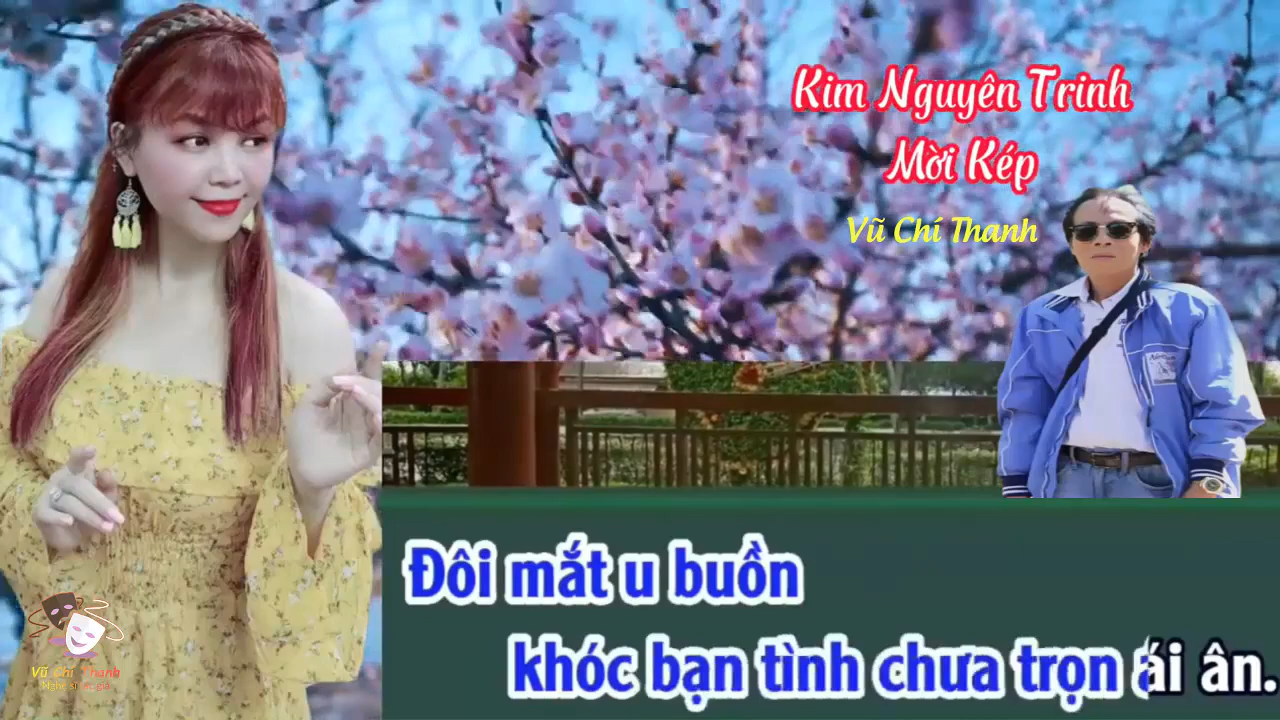 Kim Nguyên Trinh
Mời Kép
Vũ Chí Thanh
Đôi mắt u buồn
khóc bạn tình chưa trọn ái ân.
Vũ Chí Thanh